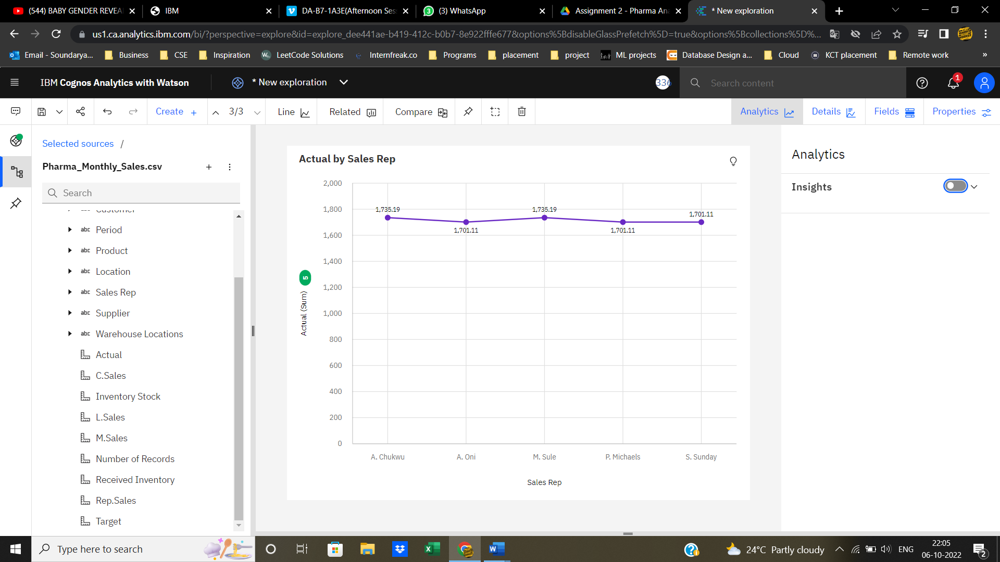 (544) BABY GENDER REVEA
IBM
DA-B7-1A3E(Afternoon Ses
(3) WhatsApp
Assignment 2 - Pharma Ana
* New exploration
us1.ca.analytics.ibm.com/bi/?perspective=explore&id=explore_dee441ae-b419-412c-b0b7-8e922fffe677&options%5BdisableGlassPrefetch%5D=true&options%5Bcollections%5D%...
Email - Soundarya...
Business
CSE
Inspiration
LeetCode Solutions
Internfreak.co
Programs
placement
project
ML projects
Database Design a...
Cloud
KCT placement
Remote work
»
IBM Cognos Analytics with Watson
* New exploration
336
Search content
1
Create +
3/3
Line
Related
Compare
Analytics
Details
Fields
Properties
Selected sources /
Pharma_Monthly_Sales.csv
Search
Customer
abc Period
abc Product
abc Location
abc Sales Rep
abc Supplier
abc Warehouse Locations
Actual
C.Sales
Inventory Stock
L.Sales
M.Sales
Number of Records
Received Inventory
Rep.Sales
Target
Actual by Sales Rep
2,000
1,800
1,600
1,400
1,200
1,000
800
600
400
200
0
Actual (Sum)
5
1,735.19
1,701.11
1,735.19
1,701.11
1,701.11
A. Chukwu
A. Oni
M. Sule
P. Michaels
S. Sunday
Sales Rep
Analytics
Insights
Type here to search
24°C Partly cloudy
ENG
22:05
06-10-2022
2